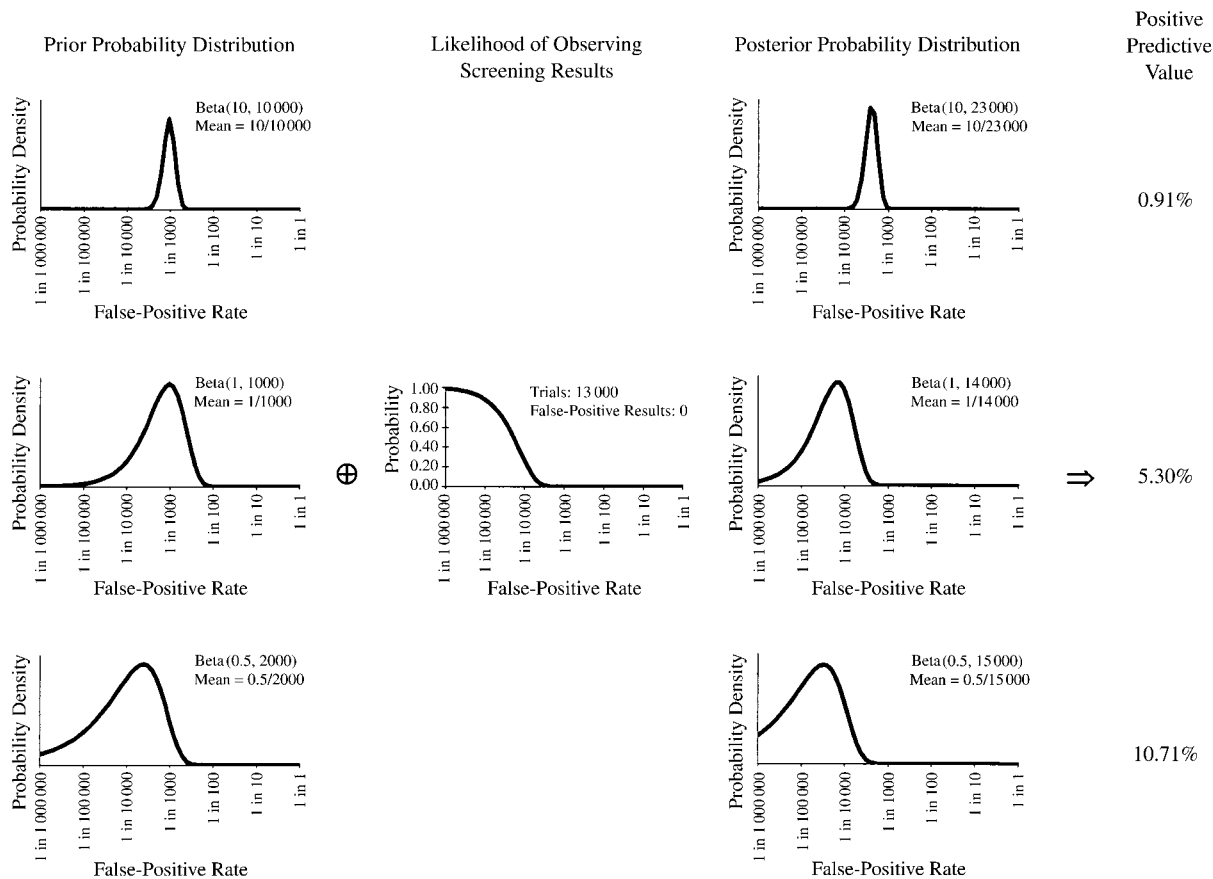 Prior Probability Distribution
Likelihood of Observing
Screening Results
Posterior Probability Distribution
Positive
Predictive
Value
Probability Density
Beta(10, 10 000)
Mean = 10/10 000
1 in 1 000 000
1 in 100 000
1 in 10 000
1 in 1000
1 in 100
1 in 10
1 in 1
False-Positive Rate
Probability Density
Beta(10, 23 000)
Mean = 10/23 000
1 in 1 000 000
1 in 100 000
1 in 10 000
1 in 1000
1 in 100
1 in 10
1 in 1
False-Positive Rate
0.91%
Probability Density
Beta(1, 1000)
Mean = 1/1000
1 in 1 000 000
1 in 100 000
1 in 10 000
1 in 1000
1 in 100
1 in 10
1 in 1
False-Positive Rate
⊕
Probability
1.00
0.80
0.60
0.40
0.20
0.00
Trials: 13 000
False-Positive Results: 0
1 in 1 000 000
1 in 100 000
1 in 10 000
1 in 1000
1 in 100
1 in 10
1 in 1
False-Positive Rate
Probability Density
Beta(1, 14 000)
Mean = 1/14 000
1 in 1 000 000
1 in 100 000
1 in 10 000
1 in 1000
1 in 100
1 in 10
1 in 1
False-Positive Rate
⇒
5.30%
Probability Density
Beta(0.5, 2000)
Mean = 0.5/2000
1 in 1 000 000
1 in 100 000
1 in 10 000
1 in 1000
1 in 100
1 in 10
1 in 1
False-Positive Rate
Probability Density
Beta(0.5, 15 000)
Mean = 0.5/15 000
1 in 1 000 000
1 in 100 000
1 in 10 000
1 in 1000
1 in 100
1 in 10
1 in 1
False-Positive Rate
10.71%